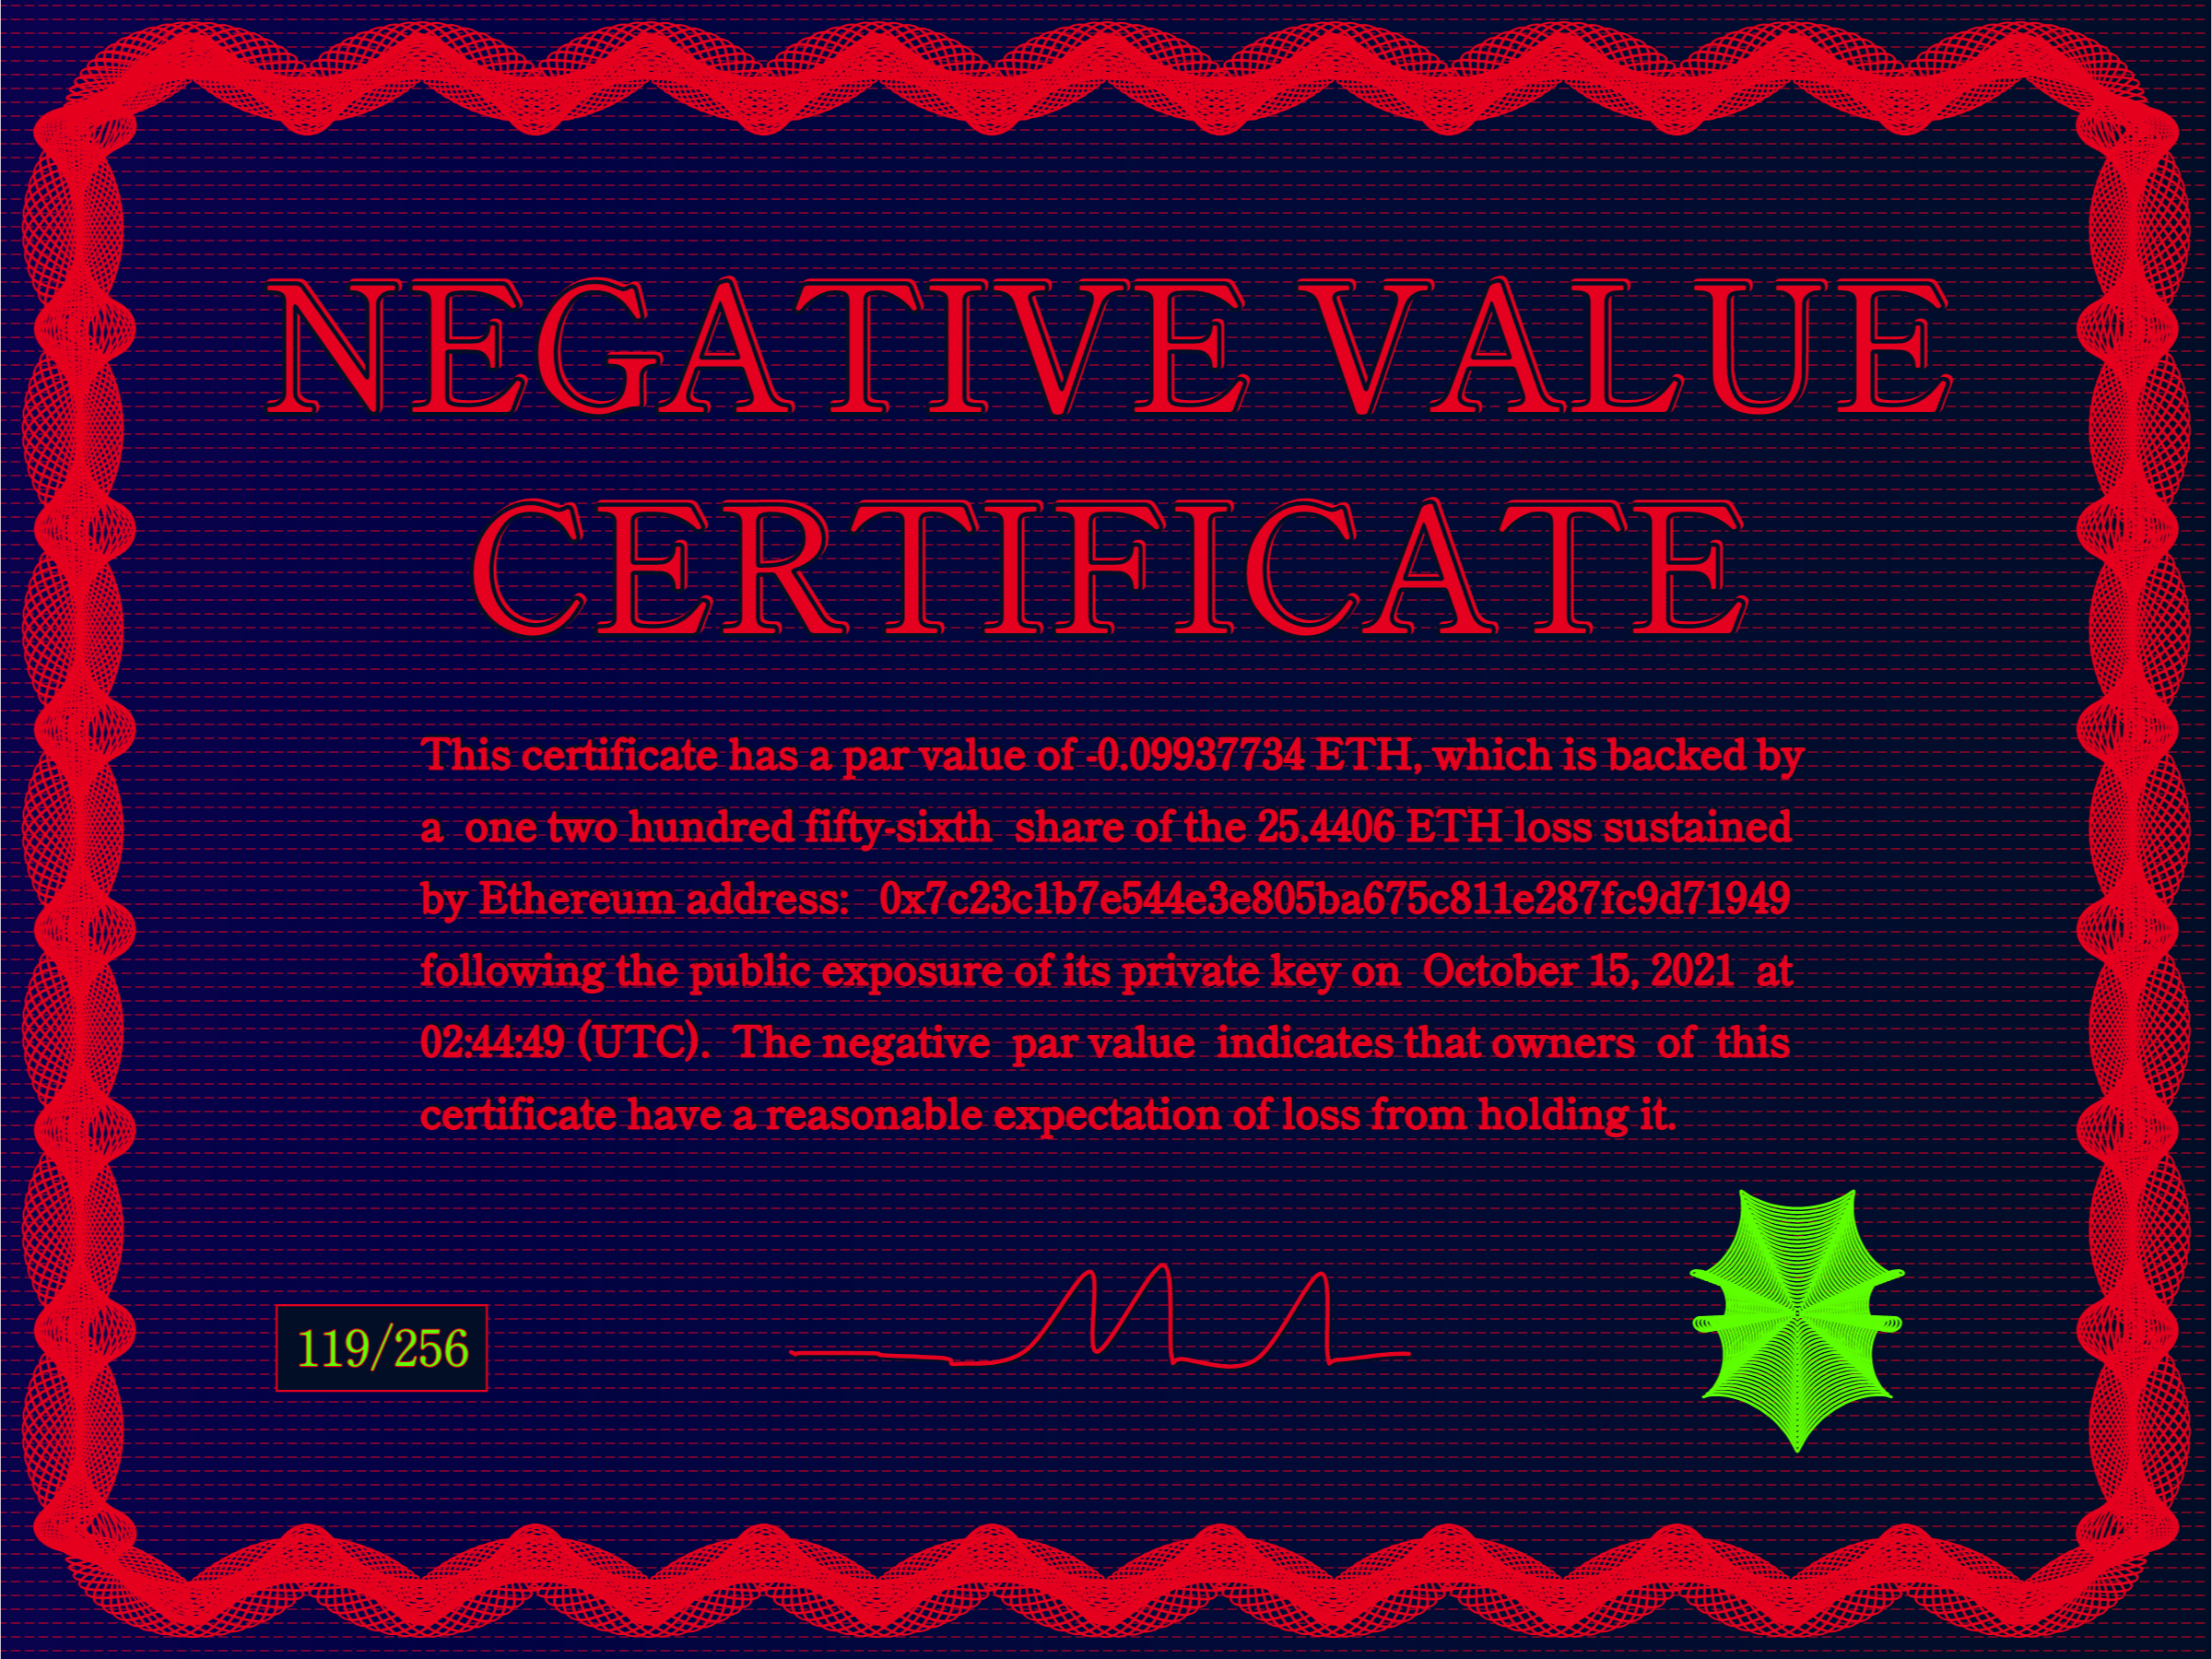 NEGATIVE VALUE
CERTIFICATE
This certificate has a par value of -0.09937734 ETH, which is backed by
a one two hundred fifty-sixth share of the 25.4406 ETH loss sustained
by Ethereum address: 0x7c23c1b7e544e3e805ba675c811e287fc9d71949
following the public exposure of its private key on October 15, 2021 at
02:44:49 (UTC). The negative par value indicates that owners of this
certificate have a reasonable expectation of loss from holding it.
119/256